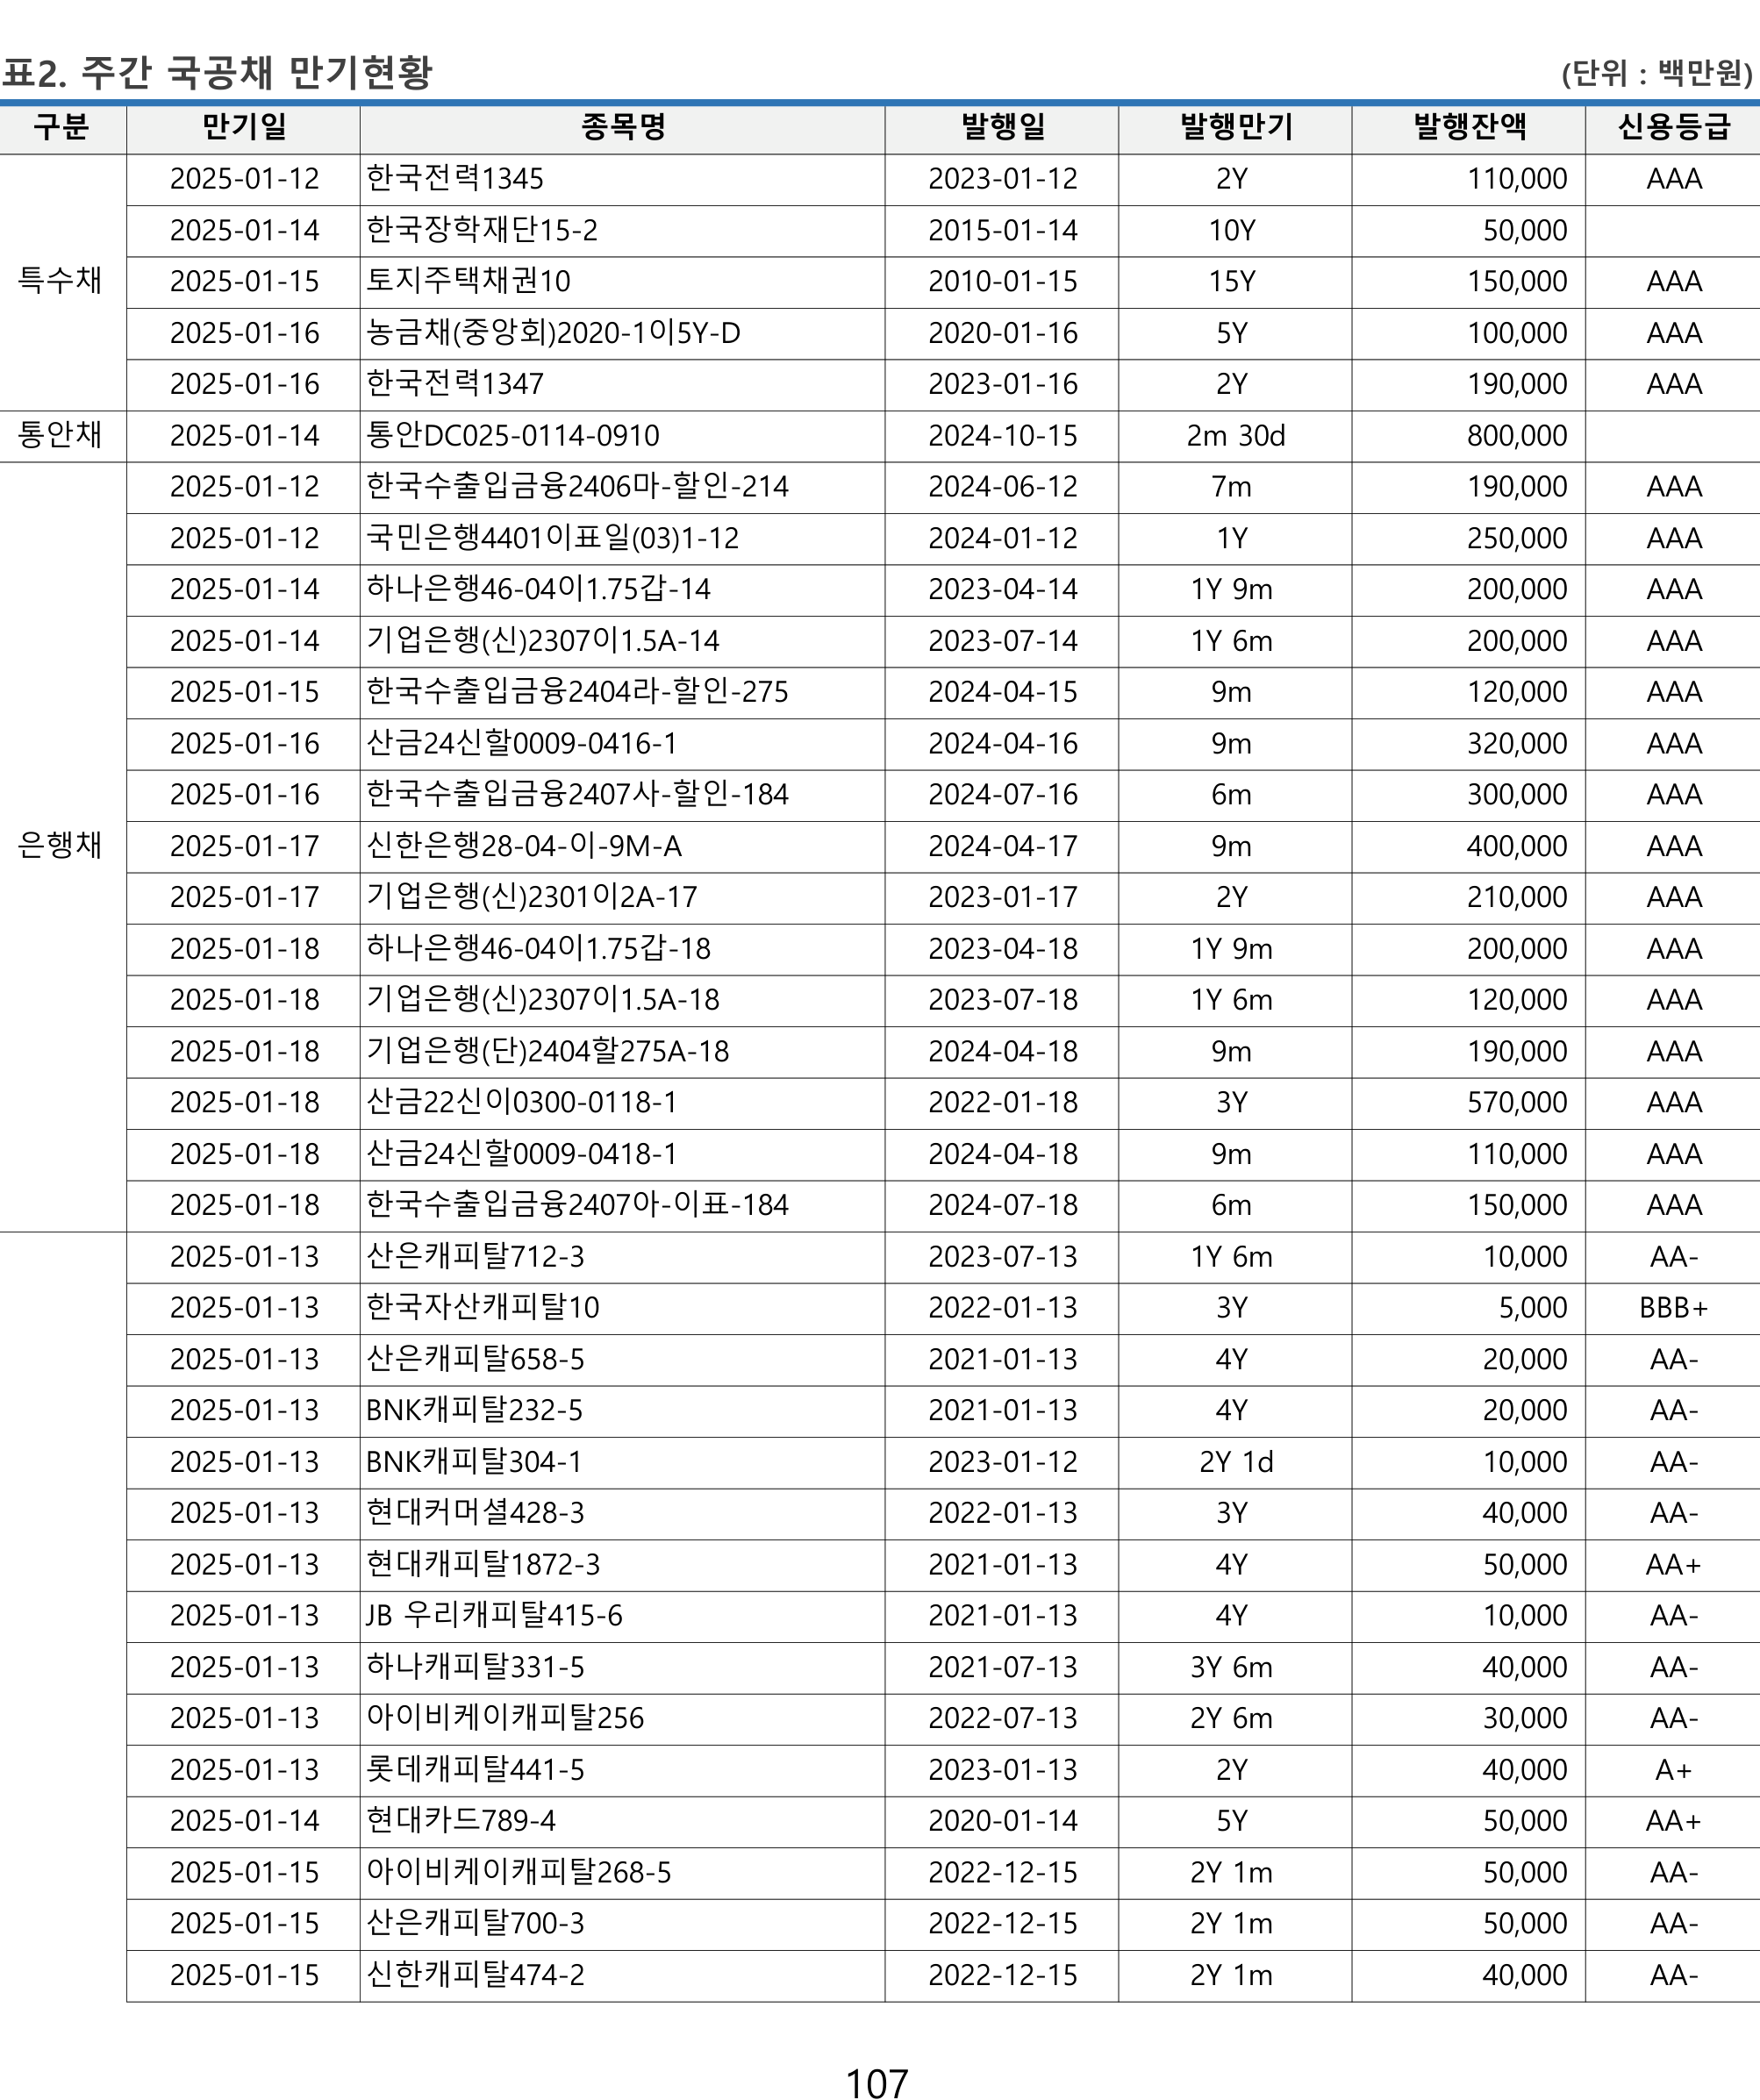 표2. 주간 국공채 만기현황 (단위 : 백만원)
구분 만기일 종목명 발행일 발행만기 발행잔액 신용등급
2025-01-12 한국전력1345 2023-01-12 2Y 110,000 AAA
2025-01-14 한국장학재단15-2 2015-01-14 10Y 50,000
특수채 2025-01-15 토지주택채권10 2010-01-15 15Y 150,000 AAA
2025-01-16 농금채(중앙회)2020-1이5Y-D 2020-01-16 5Y 100,000 AAA
2025-01-16 한국전력1347 2023-01-16 2Y 190,000 AAA
통안채 2025-01-14 통안DC025-0114-0910 2024-10-15 2m 30d 800,000
2025-01-12 한국수출입금융2406마-할인-214 2024-06-12 7m 190,000 AAA
2025-01-12 국민은행4401이표일(03)1-12 2024-01-12 1Y 250,000 AAA
2025-01-14 하나은행46-04이1.75갑-14 2023-04-14 1Y 9m 200,000 AAA
2025-01-14 기업은행(신)2307이1.5A-14 2023-07-14 1Y 6m 200,000 AAA
2025-01-15 한국수출입금융2404라-할인-275 2024-04-15 9m 120,000 AAA
2025-01-16 산금24신할0009-0416-1 2024-04-16 9m 320,000 AAA
2025-01-16 한국수출입금융2407사-할인-184 2024-07-16 6m 300,000 AAA
은행채 2025-01-17 신한은행28-04-이-9M-A 2024-04-17 9m 400,000 AAA
2025-01-17 기업은행(신)2301이2A-17 2023-01-17 2Y 210,000 AAA
2025-01-18 하나은행46-04이1.75갑-18 2023-04-18 1Y 9m 200,000 AAA
2025-01-18 기업은행(신)2307이1.5A-18 2023-07-18 1Y 6m 120,000 AAA
2025-01-18 기업은행(단)2404할275A-18 2024-04-18 9m 190,000 AAA
2025-01-18 산금22신이0300-0118-1 2022-01-18 3Y 570,000 AAA
2025-01-18 산금24신할0009-0418-1 2024-04-18 9m 110,000 AAA
2025-01-18 한국수출입금융2407아-이표-184 2024-07-18 6m 150,000 AAA
2025-01-13 산은캐피탈712-3 2023-07-13 1Y 6m 10,000 AA-
2025-01-13 한국자산캐피탈10 2022-01-13 3Y 5,000 BBB+
2025-01-13 산은캐피탈658-5 2021-01-13 4Y 20,000 AA-
2025-01-13 BNK캐피탈232-5 2021-01-13 4Y 20,000 AA-
2025-01-13 BNK캐피탈304-1 2023-01-12 2Y 1d 10,000 AA-
2025-01-13 현대커머셜428-3 2022-01-13 3Y 40,000 AA-
2025-01-13 현대캐피탈1872-3 2021-01-13 4Y 50,000 AA+
2025-01-13 JB 우리캐피탈415-6 2021-01-13 4Y 10,000 AA-
2025-01-13 하나캐피탈331-5 2021-07-13 3Y 6m 40,000 AA-
2025-01-13 아이비케이캐피탈256 2022-07-13 2Y 6m 30,000 AA-
2025-01-13 롯데캐피탈441-5 2023-01-13 2Y 40,000 A+
2025-01-14 현대카드789-4 2020-01-14 5Y 50,000 AA+
2025-01-15 아이비케이캐피탈268-5 2022-12-15 2Y 1m 50,000 AA-
2025-01-15 산은캐피탈700-3 2022-12-15 2Y 1m 50,000 AA-
2025-01-15 신한캐피탈474-2 2022-12-15 2Y 1m 40,000 AA-
107